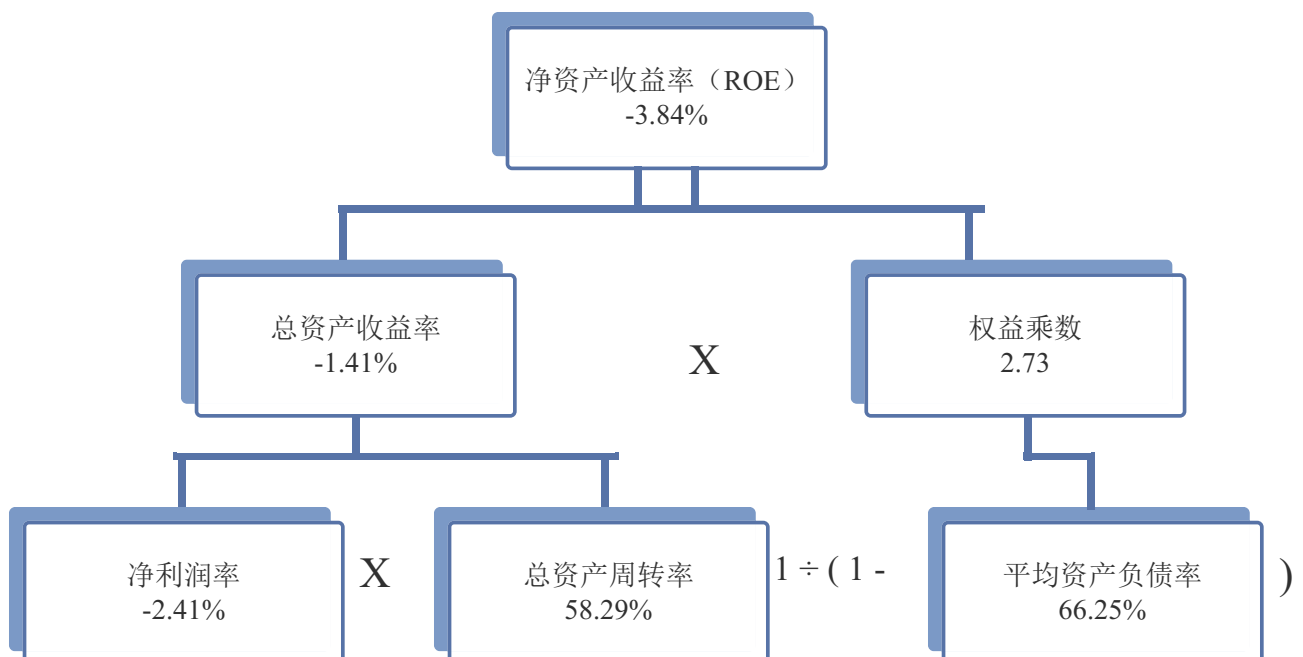 净资产收益率（ROE）
-3.84%
总资产收益率
-1.41%
X
权益乘数
2.73
净利润率
-2.41%
X
总资产周转率
58.29%
1 ÷ ( 1 -
平均资产负债率
66.25%
)